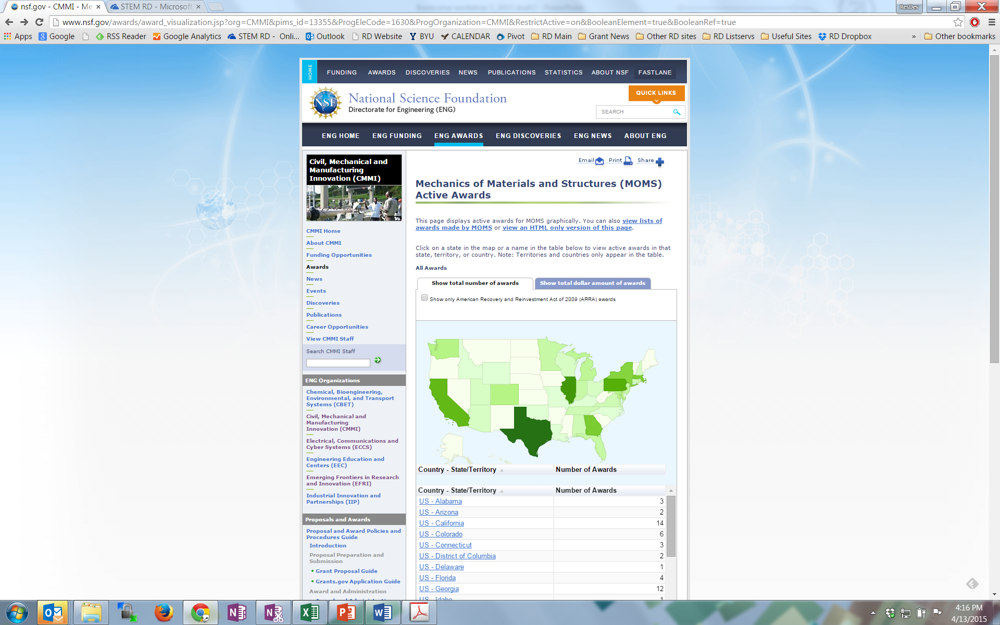 nsf.gov - CMMI - Me
STEM RD - Microsoft
ResDev
www.nsf.gov/awards/award_visualization.jsp?org=CMMI&pims_id=13355&ProgEleCode=1630&ProgOrganization=CMMI&RestrictActive=on&BooleanElement=true&BooleanRef=true
Apps Google RSS Reader Google Analytics STEM RD - Onli... Outlook RD Website BYU CALENDAR Pivot RD Main Grant News Other RD sites RD Listservs Useful Sites RD Dropbox » Other bookmarks
HOME FUNDING AWARDS DISCOVERIES NEWS PUBLICATIONS STATISTICS ABOUT NSF FASTLANE
NSF
National Science Foundation
Directorate for Engineering (ENG)
QUICK LINKS
SEARCH
ENG HOME ENG FUNDING ENG AWARDS ENG DISCOVERIES ENG NEWS ABOUT ENG
Civil, Mechanical and
Manufacturing
Innovation (CMMI)
CMMI Home
About CMMI
Funding Opportunities
Awards
News
Events
Discoveries
Publications
Career Opportunities
View CMMI Staff
Search CMMI Staff
ENG Organizations
Chemical, Bioengineering,
Environmental, and Transport
Systems (CBET)
Civil, Mechanical and
Manufacturing
Innovation (CMMI)
Electrical, Communications and
Cyber Systems (ECCS)
Engineering Education and
Centers (EEC)
Emerging Frontiers in Research
and Innovation (EFRI)
Industrial Innovation and
Partnerships (IIP)
Proposals and Awards
Proposal and Award Policies and
Procedures Guide
Introduction
Proposal Preparation and
Submission
• Grant Proposal Guide
• Grants.gov Application Guide
Award and Administration
Email Print Share
Mechanics of Materials and Structures (MOMS)
Active Awards
This page displays active awards for MOMS graphically. You can also view lists of
awards made by MOMS or view an HTML only version of this page.
Click on a state in the map or a name in the table below to view active awards in that
state, territory, or country. Note: Territories and countries only appear in the table.
All Awards
Show total number of awards
Show total dollar amount of awards
Show only American Recovery and Reinvestment Act of 2009 (ARRA) awards
Country - State/Territory Number of Awards
Country - State/Territory Number of Awards
US - Alabama 3
US - Arizona 2
US - California 14
US - Colorado 6
US - Connecticut 3
US - District of Columbia 2
US - Delaware 1
US - Florida 4
US - Georgia 12
US - Idaho 1
4:16 PM
4/13/2015